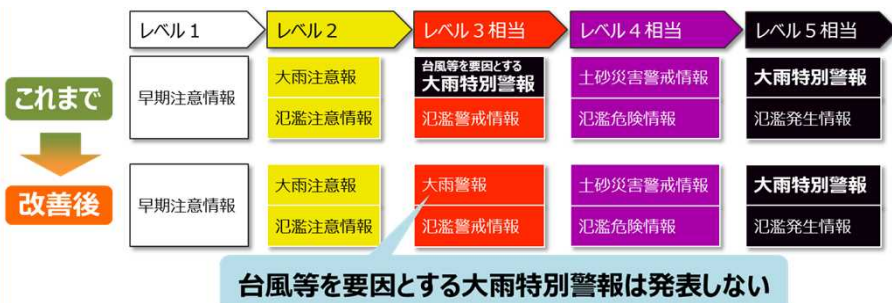 レベル1
レベル2
レベル3相当
レベル4相当
レベル5相当
これまで
早期注意情報
大雨注意報
氾濫注意情報
台風等を要因とする
大雨特別警報
氾濫警戒情報
土砂災害警戒情報
氾濫危険情報
大雨特別警報
氾濫発生情報
改善後
早期注意情報
大雨注意報
氾濫注意情報
大雨警報
氾濫警戒情報
土砂災害警戒情報
氾濫危険情報
大雨特別警報
氾濫発生情報
台風等を要因とする大雨特別警報は発表しない